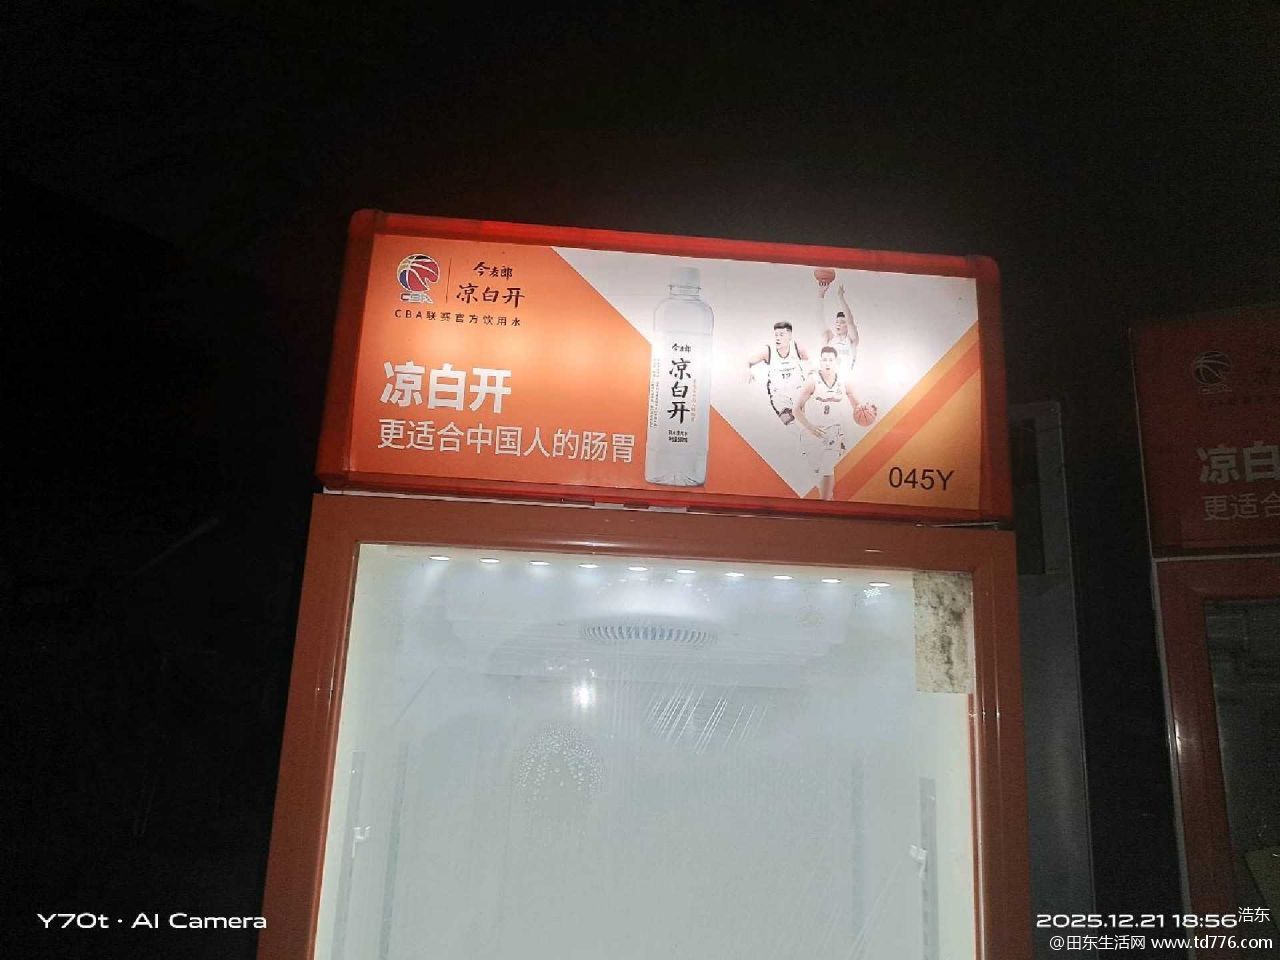 CBA
今麦郎
凉白开
CBA联赛官方饮用水
凉白开
更适合中国人的肠胃
今麦郎
凉白开
045Y
凉白
更适合
Y70t · AI Camera
2025.12.21 18:56
浩东
@田东生活网 www.td776.com